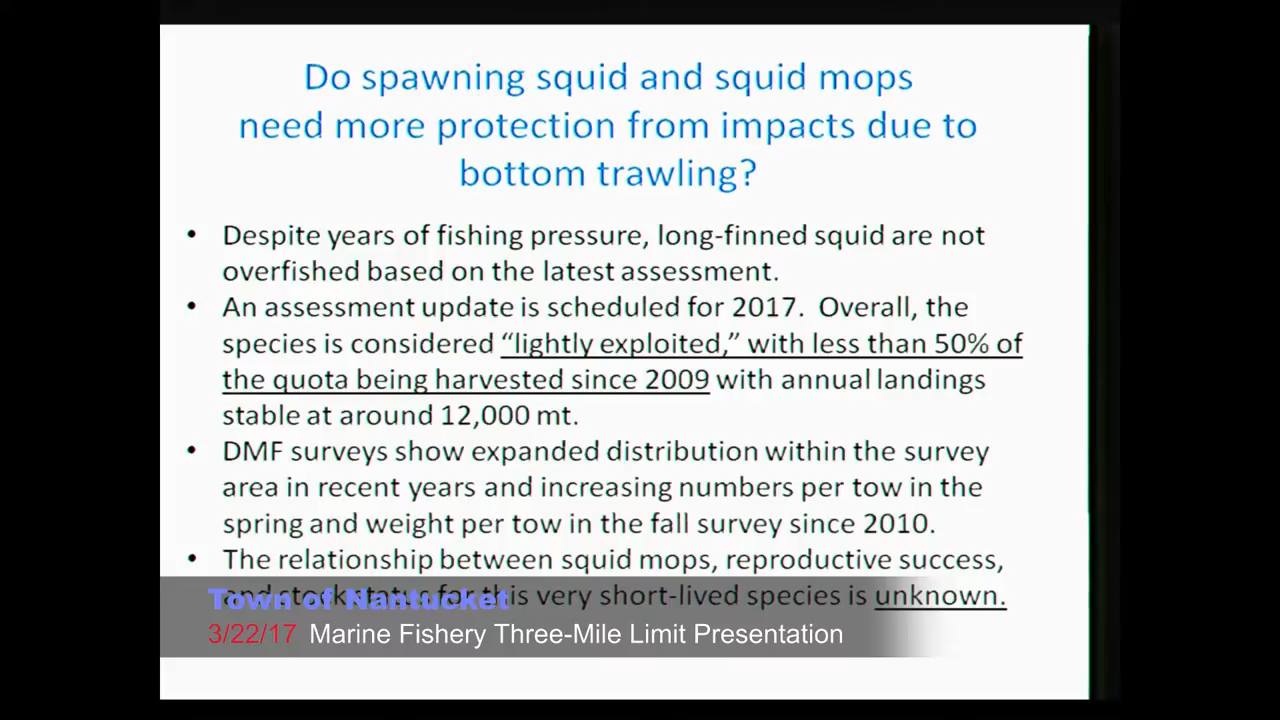 Do spawning squid and squid mops
need more protection from impacts due to
bottom trawling?
• Despite years of fishing pressure, long-finned squid are not
overfished based on the latest assessment.
• An assessment update is scheduled for 2017. Overall, the
species is considered “lightly exploited,” with less than 50% of
the quota being harvested since 2009 with annual landings
stable at around 12,000 mt.
• DMF surveys show expanded distribution within the survey
area in recent years and increasing numbers per tow in the
spring and weight per tow in the fall survey since 2010.
• The relationship between squid mops, reproductive success,
and stock status for this very short-lived species is unknown.
Town of Nantucket
3/22/17 Marine Fishery Three-Mile Limit Presentation